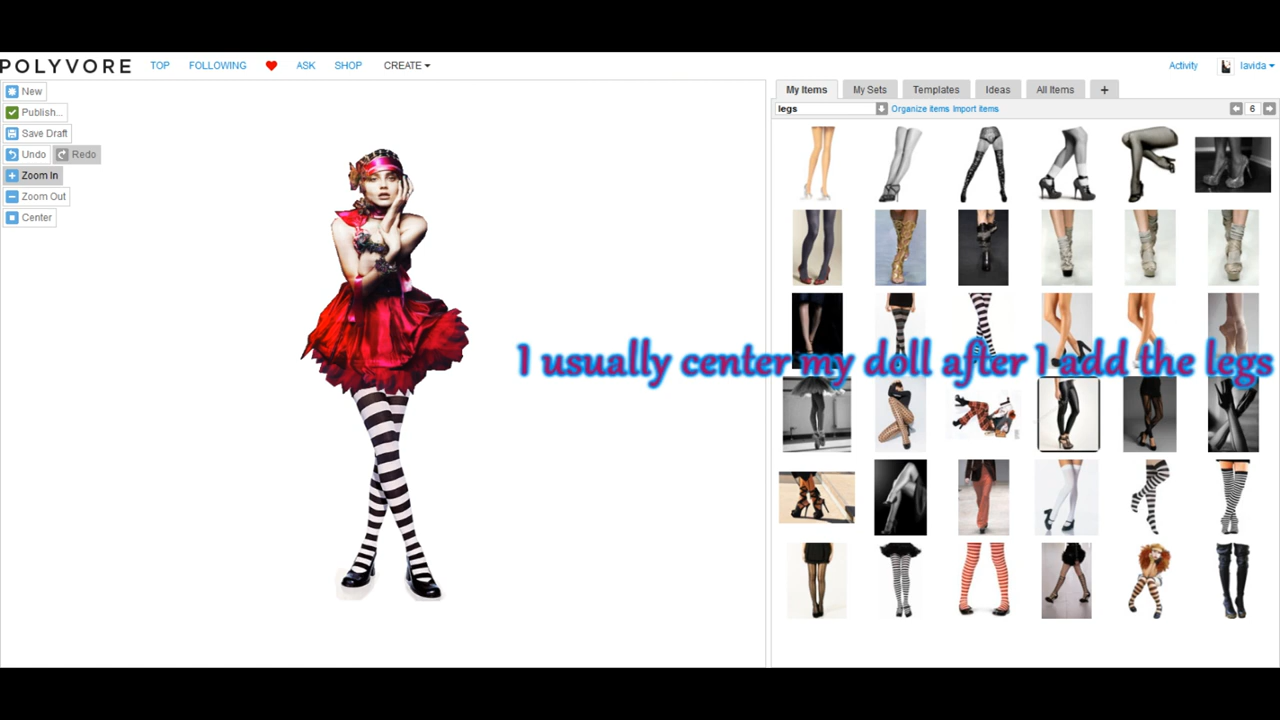 POLYVORE TOP FOLLOWING ASK SHOP CREATE Activity lavida
New
Publish...
Save Draft
Undo Redo
Zoom In
Zoom Out
Center
My Items My Sets Templates Ideas All Items +
legs Organize items Import items 6
I usually center my doll after I add the legs